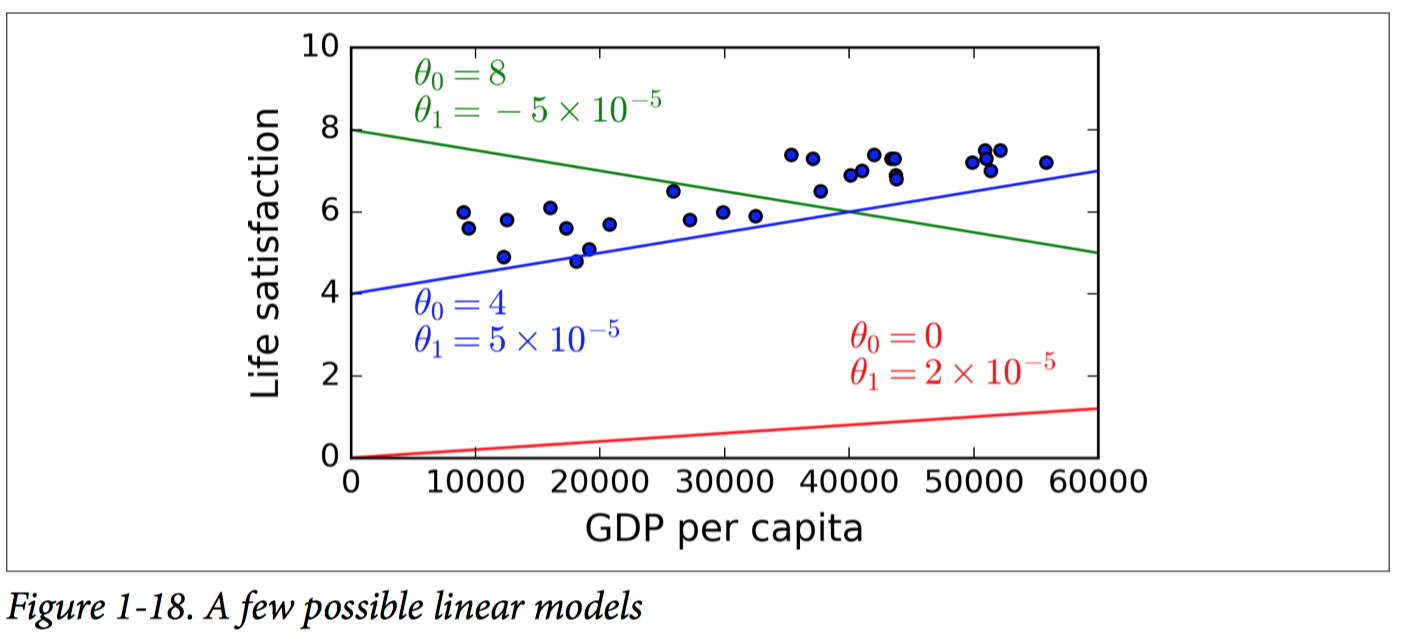 10
8
6
4
2
0
Life satisfaction
θ₀ = 8
θ₁ = − 5 × 10⁻⁵
θ₀ = 4
θ₁ = 5 × 10⁻⁵
θ₀ = 0
θ₁ = 2 × 10⁻⁵
0 10000 20000 30000 40000 50000 60000
GDP per capita
Figure 1-18. A few possible linear models